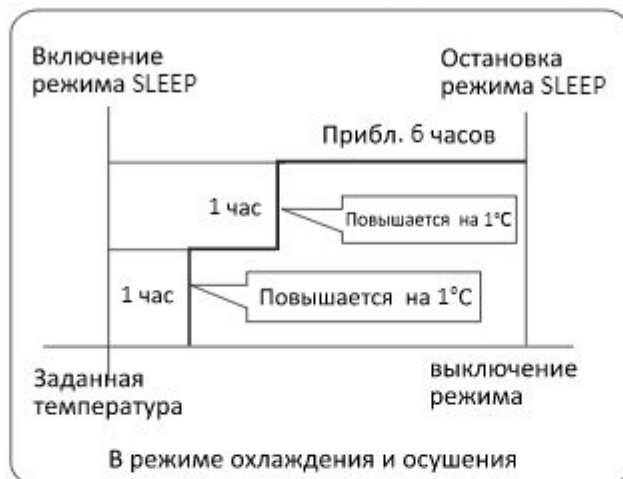 Включение
режима SLEEP
Остановка
режима SLEEP
Прибл. 6 часов
1 час
Повышается на 1°C
1 час
Повышается на 1°C
Заданная
температура
выключение
режима
В режиме охлаждения и осушения